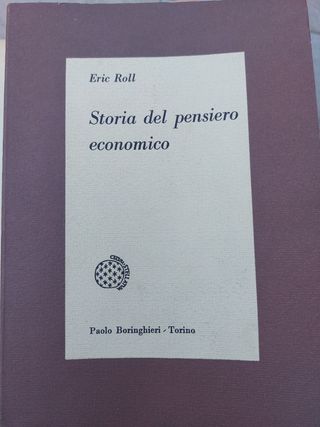 Eric Roll
Storia del pensiero
economico
Paolo Boringhieri - Torino